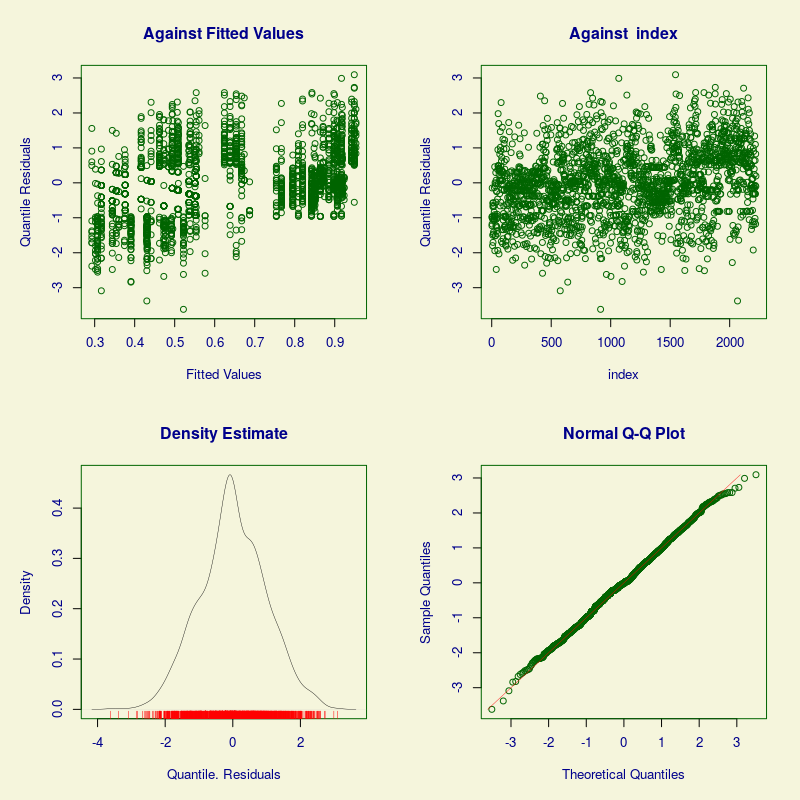 Against Fitted Values
Quantile Residuals
3
2
1
0
-1
-2
-3
0.3 0.4 0.5 0.6 0.7 0.8 0.9
Fitted Values
Against index
Quantile Residuals
3
2
1
0
-1
-2
-3
0 500 1000 1500 2000
index
Density Estimate
Density
0.4
0.3
0.2
0.1
0.0
-4 -2 0 2
Quantile. Residuals
Normal Q-Q Plot
Sample Quantiles
3
2
1
0
-1
-2
-3
-3 -2 -1 0 1 2 3
Theoretical Quantiles